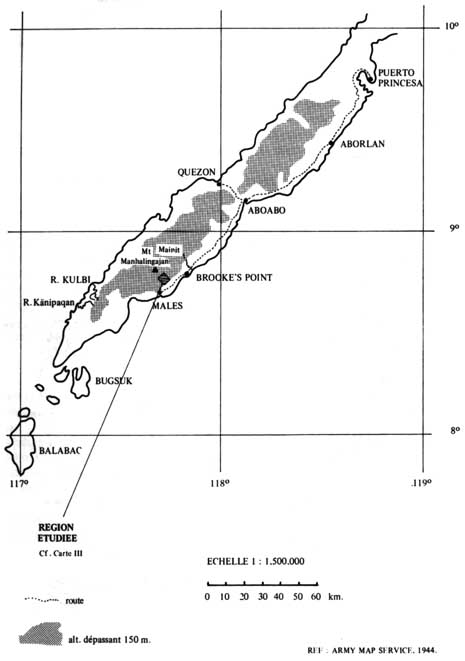 10°
PUERTO
PRINCESA
ABORLAN
QUEZON
ABOABO
9°
Mt
Mainit
Manhalingajan
R. KULBI
BROOKE'S POINT
R. Känipaqan
MALES
BUGSUK
8°
BALABAC
117°
118°
119°
REGION
ETUDIEE
Cf. Carte III
ECHELLE 1 : 1.500.000
0 10 20 30 40 50 60 km.
route
alt. dépassant 150 m.
REF : ARMY MAP SERVICE, 1944.